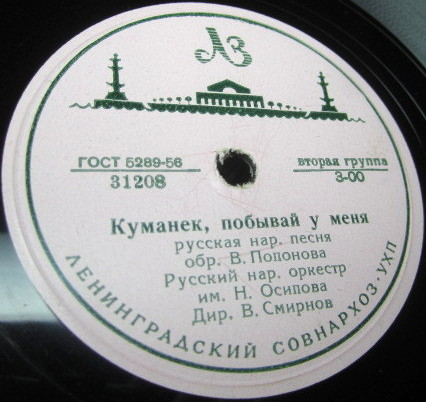 АЗ
ГОСТ 5289-56
31208
вторая группа
3-00
Куманек, побывай у меня
русская нар. песня
обр. В. Попонова
Русский нар. оркестр
им. Н. Осипова
Дир. В. Смирнов
ЛЕНИНГРАДСКИЙ СОВНАРХОЗ·УХП